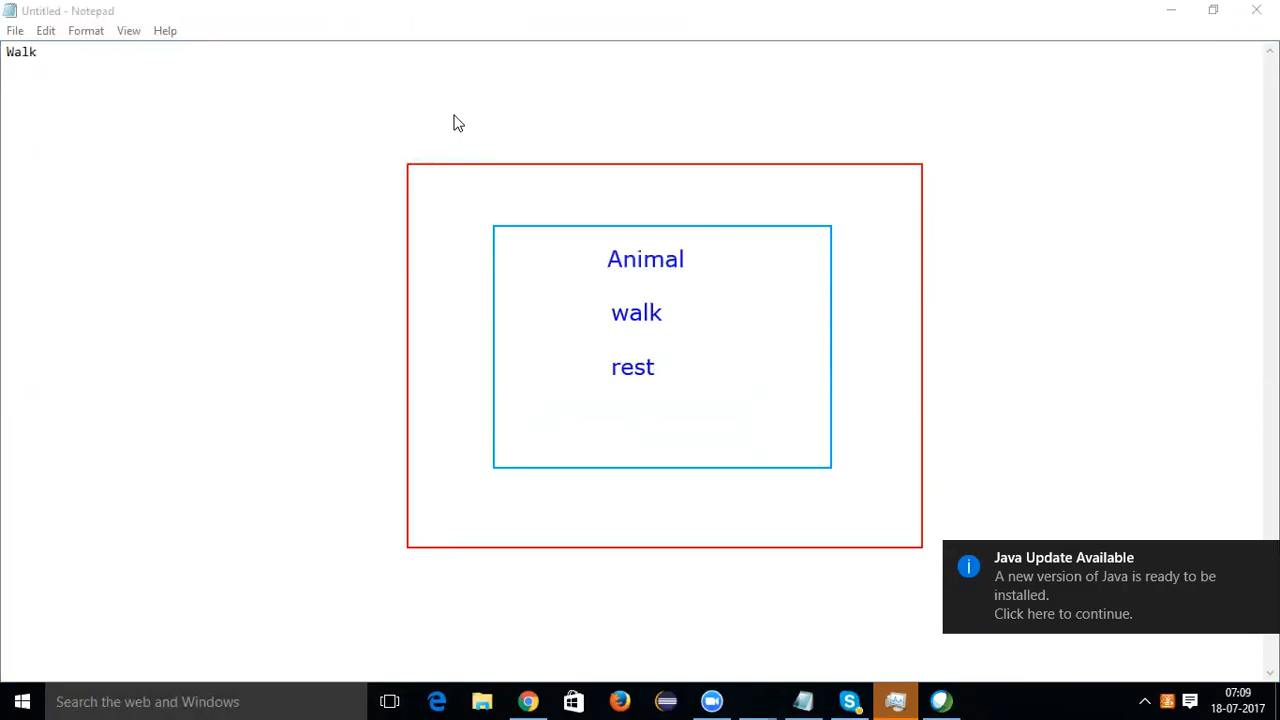 Untitled - Notepad
File Edit Format View Help
Walk
Animal
walk
rest
Java Update Available
A new version of Java is ready to be
installed.
Click here to continue.
Search the web and Windows
07:09
18-07-2017